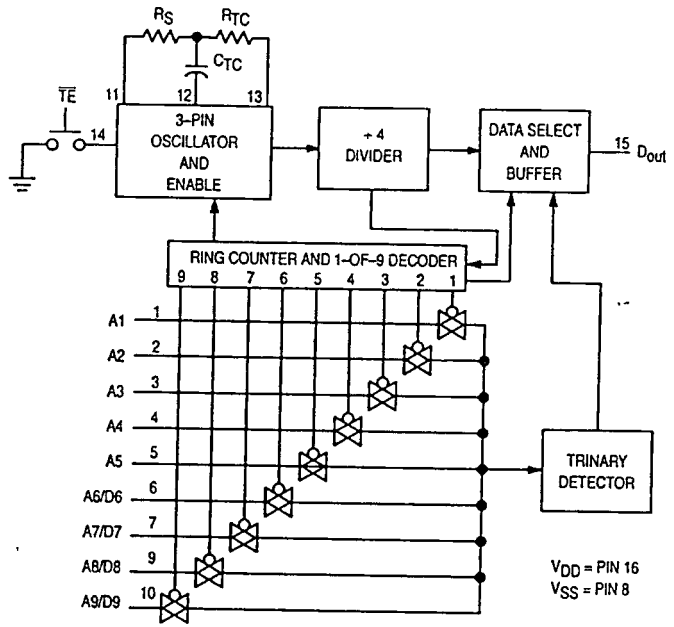 RS RTC
CTC
TE
11 12 13
14
3–PIN
OSCILLATOR
AND
ENABLE
÷ 4
DIVIDER
DATA SELECT
AND
BUFFER
15 Dout
RING COUNTER AND 1–OF–9 DECODER
9 8 7 6 5 4 3 2 1
A1 1
A2 2
A3 3
A4 4
A5 5
A6/D6 6
A7/D7 7
A8/D8 9
A9/D9 10
TRINARY
DETECTOR
VDD = PIN 16
VSS = PIN 8